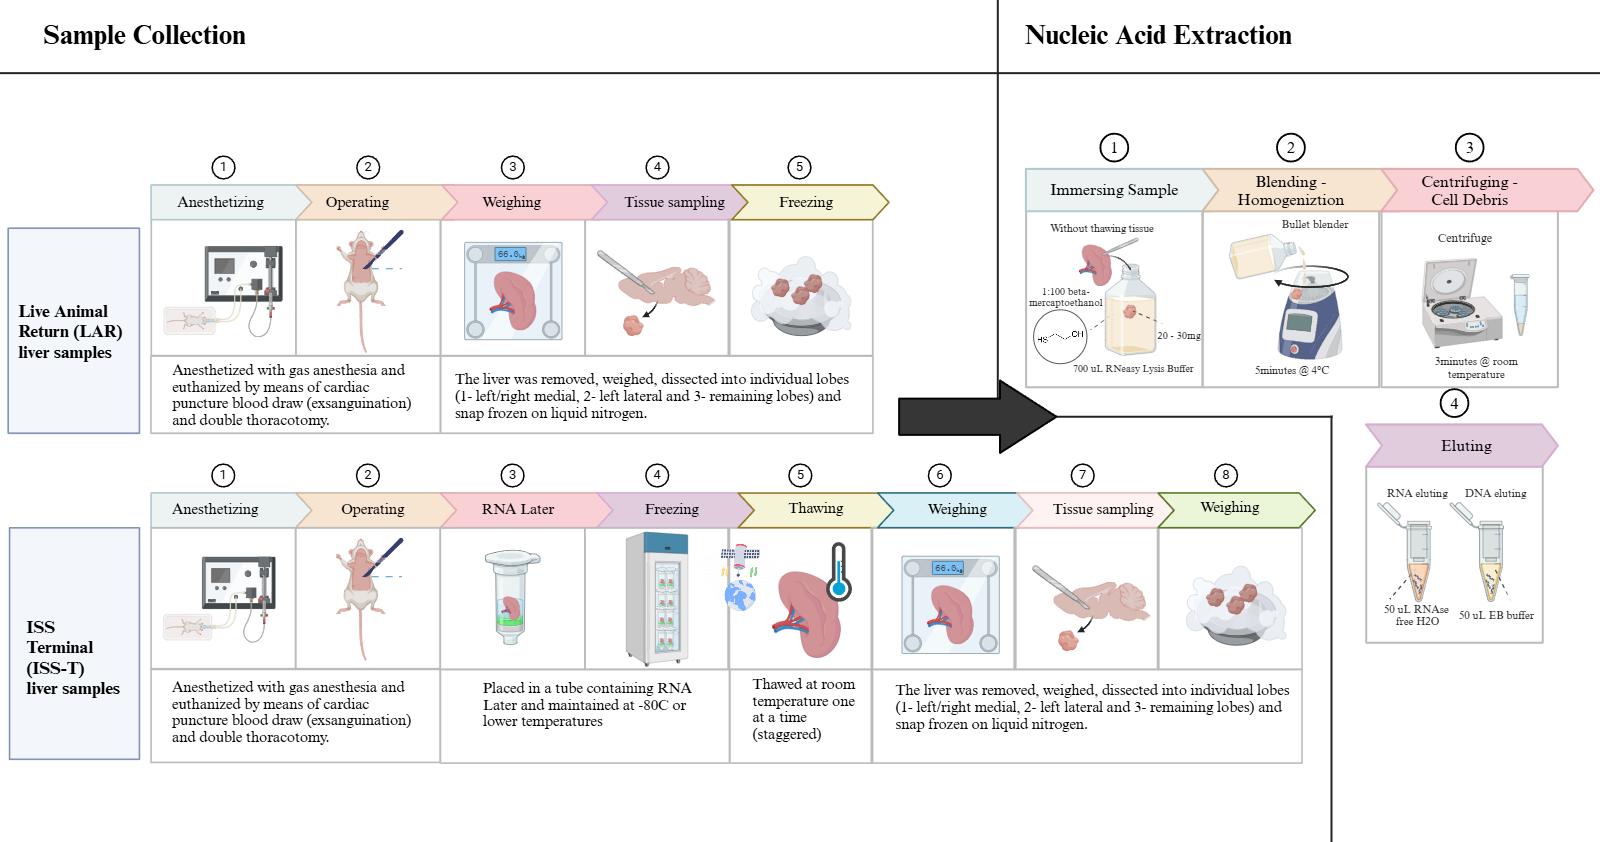 Sample Collection
Nucleic Acid Extraction
1
2
3
4
5
Anesthetizing
Operating
Weighing
Tissue sampling
Freezing
66.0
Live Animal
Return (LAR)
liver samples
Anesthetized with gas anesthesia and
euthanized by means of cardiac
puncture blood draw (exsanguination)
and double thoracotomy.
The liver was removed, weighed, dissected into individual lobes
(1- left/right medial, 2- left lateral and 3- remaining lobes) and
snap frozen on liquid nitrogen.
1
2
3
4
5
6
7
8
Anesthetizing
Operating
RNA Later
Freezing
Thawing
Weighing
Tissue sampling
Weighing
66.0
ISS
Terminal
(ISS-T)
liver samples
Anesthetized with gas anesthesia and
euthanized by means of cardiac
puncture blood draw (exsanguination)
and double thoracotomy.
Placed in a tube containing RNA
Later and maintained at -80C or
lower temperatures
Thawed at room
temperature one
at a time
(staggered)
The liver was removed, weighed, dissected into individual lobes
(1- left/right medial, 2- left lateral and 3- remaining lobes) and
snap frozen on liquid nitrogen.
1
2
3
Immersing Sample
Blending -
Homogeniztion
Centrifuging -
Cell Debris
Without thawing tissue
1:100 beta-
mercaptoethanol
HS
OH
20 - 30mg
700 uL RNeasy Lysis Buffer
Bullet blender
5minutes @ 4°C
Centrifuge
3minutes @ room
temperature
4
Eluting
RNA eluting
DNA eluting
50 uL RNAse
free H2O
50 uL EB buffer